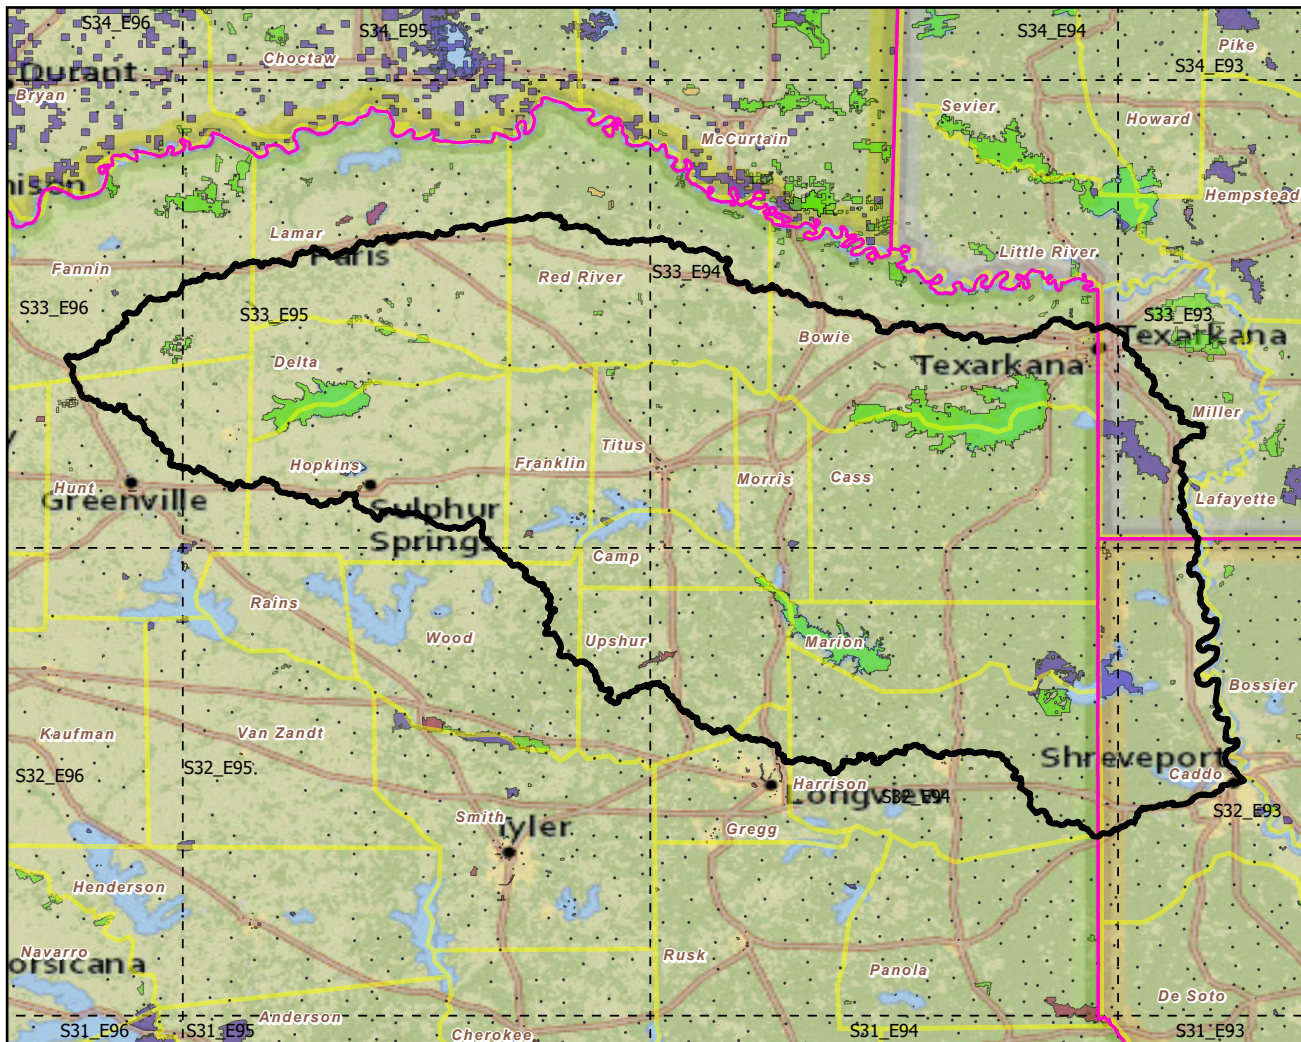 S34_E96
S34_E95
S34_E94
Pike
Choctaw
S34_E93
Durant
Bryan
Sevier
Howard
McCurtain
nison
Hempstead
Lamar
Paris
Little River
Fannin
Red River
S33_E94
S33_E96
S33_E95
S33_E93
Texarkana
Bowie
Delta
Texarkana
Miller
y
Titus
Hopkins
Franklin
Morris
Cass
Hunt
Greenville
Lafayette
Sulphur
Springs
Camp
Rains
Wood
Upshur
Marion
Bossier
Kaufman
Van Zandt
Shreveport
S32_E96
S32_E95
Caddo
Harrison
Longview
S32_E94
S32_E93
Smith
Tyler
Gregg
Henderson
Navarro
orsicana
Rusk
Panola
De Soto
Anderson
S31_E96
S31_E95
Cherokee
S31_E94
S31_E93